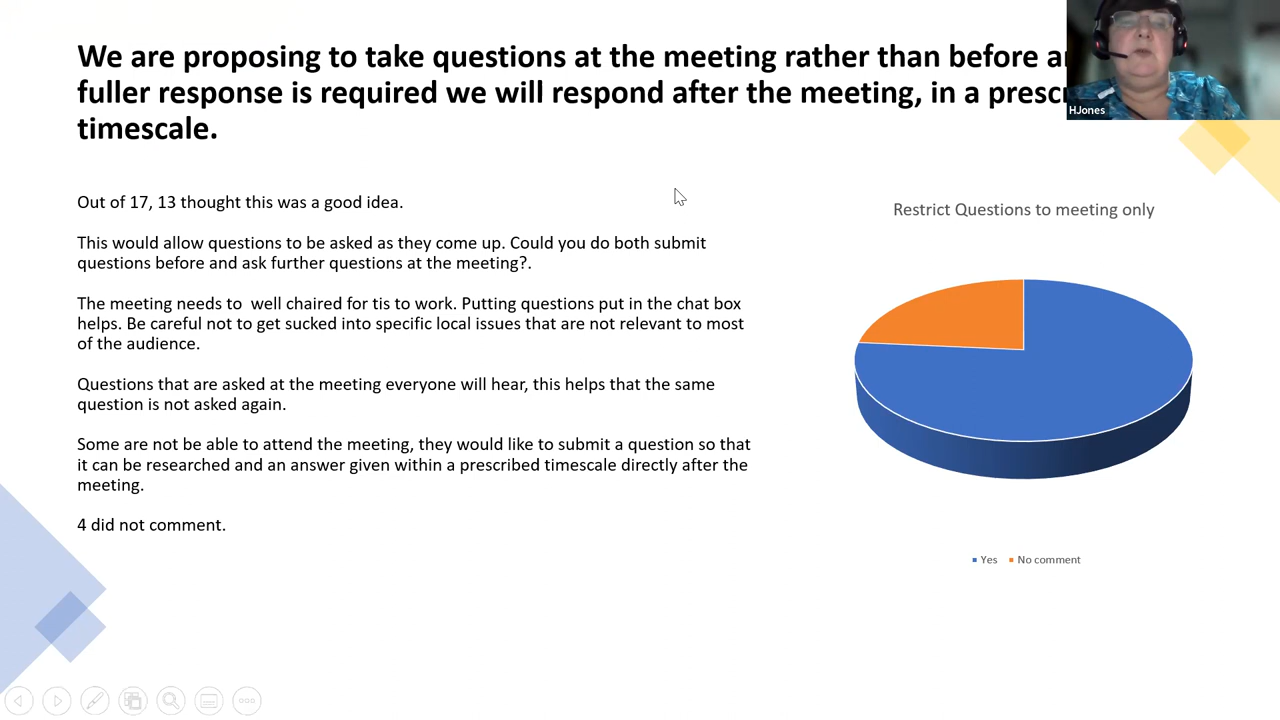 We are proposing to take questions at the meeting rather than before
fuller response is required we will respond after the meeting, in a
timescale.
HJones
Out of 17, 13 thought this was a good idea.
This would allow questions to be asked as they come up. Could you do both submit
questions before and ask further questions at the meeting?.
The meeting needs to  well chaired for tis to work. Putting questions put in the chat box
helps. Be careful not to get sucked into specific local issues that are not relevant to most
of the audience.
Questions that are asked at the meeting everyone will hear, this helps that the same
question is not asked again.
Some are not be able to attend the meeting, they would like to submit a question so that
it can be researched and an answer given within a prescribed timescale directly after the
meeting.
4 did not comment.
Restrict Questions to meeting only
Yes No comment